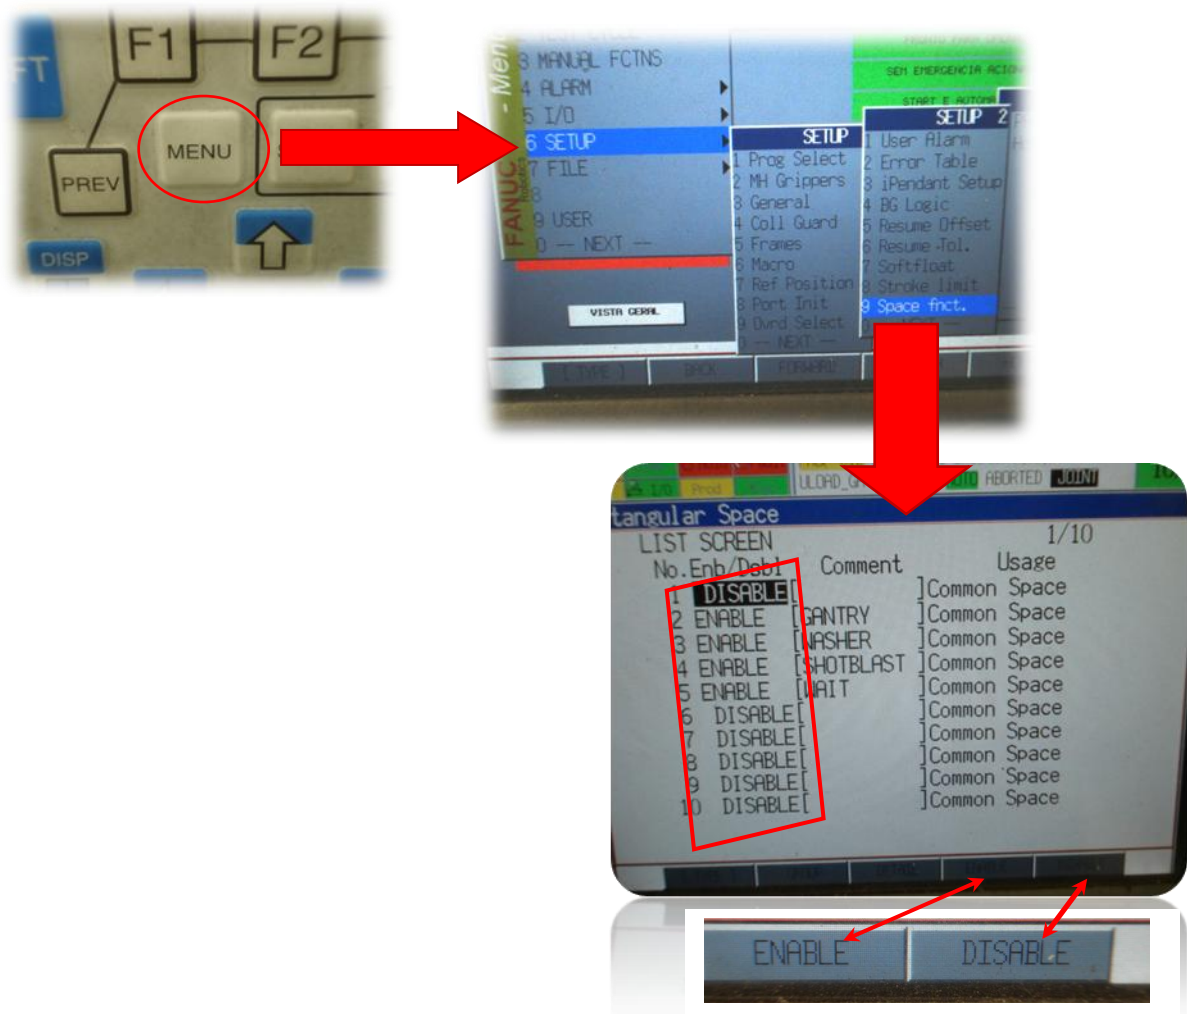 F1
F2
MENU
PREV
DISP
FANUC
Robotics
- Menu
3 MANUAL FCTNS
4 ALARM
5 I/O
6 SETUP
7 FILE
8
9 USER
0 -- NEXT --
VISTA GERAL
SEM EMERGENCIA
START E
SETUP
1 Prog Select
2 MH Grippers
3 General
4 Coll Guard
5 Frames
6 Macro
7 Ref Position
8 Port Init
9 Ovrd Select
0 -- NEXT --
SETUP 2
1 User Alarm
2 Error Table
3 iPendant Setup
4 BG Logic
5 Resume Offset
6 Resume Tol.
7 Softfloat
8 Stroke limit
9 Space fnct.
[ TYPE ] BACK FORWARD
I/O Prod ABORTED JOINT
tangular Space
LIST SCREEN 1/10
No.Enb/Dsbl Comment Usage
1 DISABLE[ ]Common Space
2 ENABLE [GANTRY ]Common Space
3 ENABLE [WASHER ]Common Space
4 ENABLE [SHOTBLAST ]Common Space
5 ENABLE [WAIT ]Common Space
6 DISABLE[ ]Common Space
7 DISABLE[ ]Common Space
8 DISABLE[ ]Common Space
9 DISABLE[ ]Common Space
10 DISABLE[ ]Common Space
ENABLE DISABLE